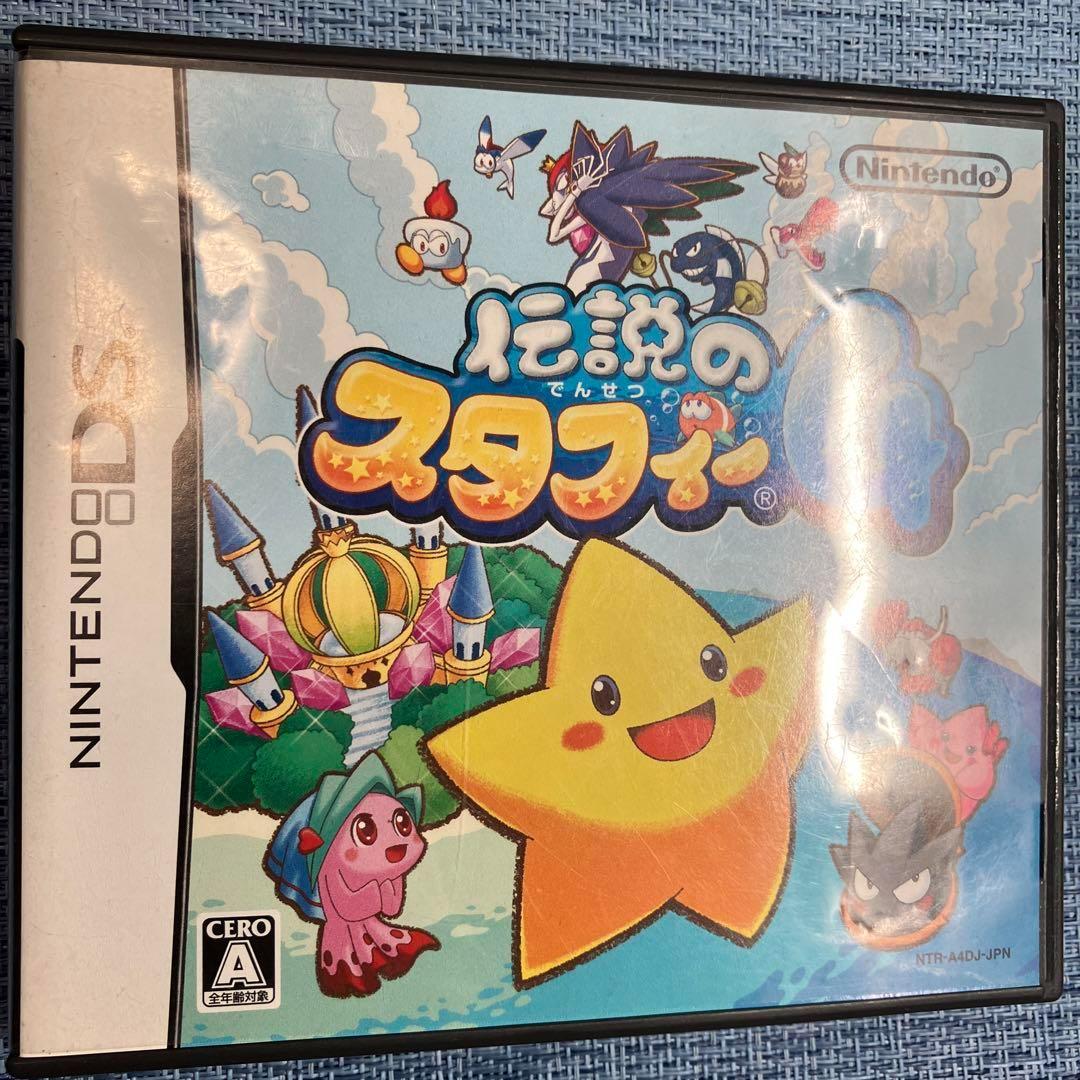 Nintendo®
伝説の
でんせつ
スタフィー®
4
NINTENDO DS®
CERO
A
全年齢対象
NTR-A4DJ-JPN